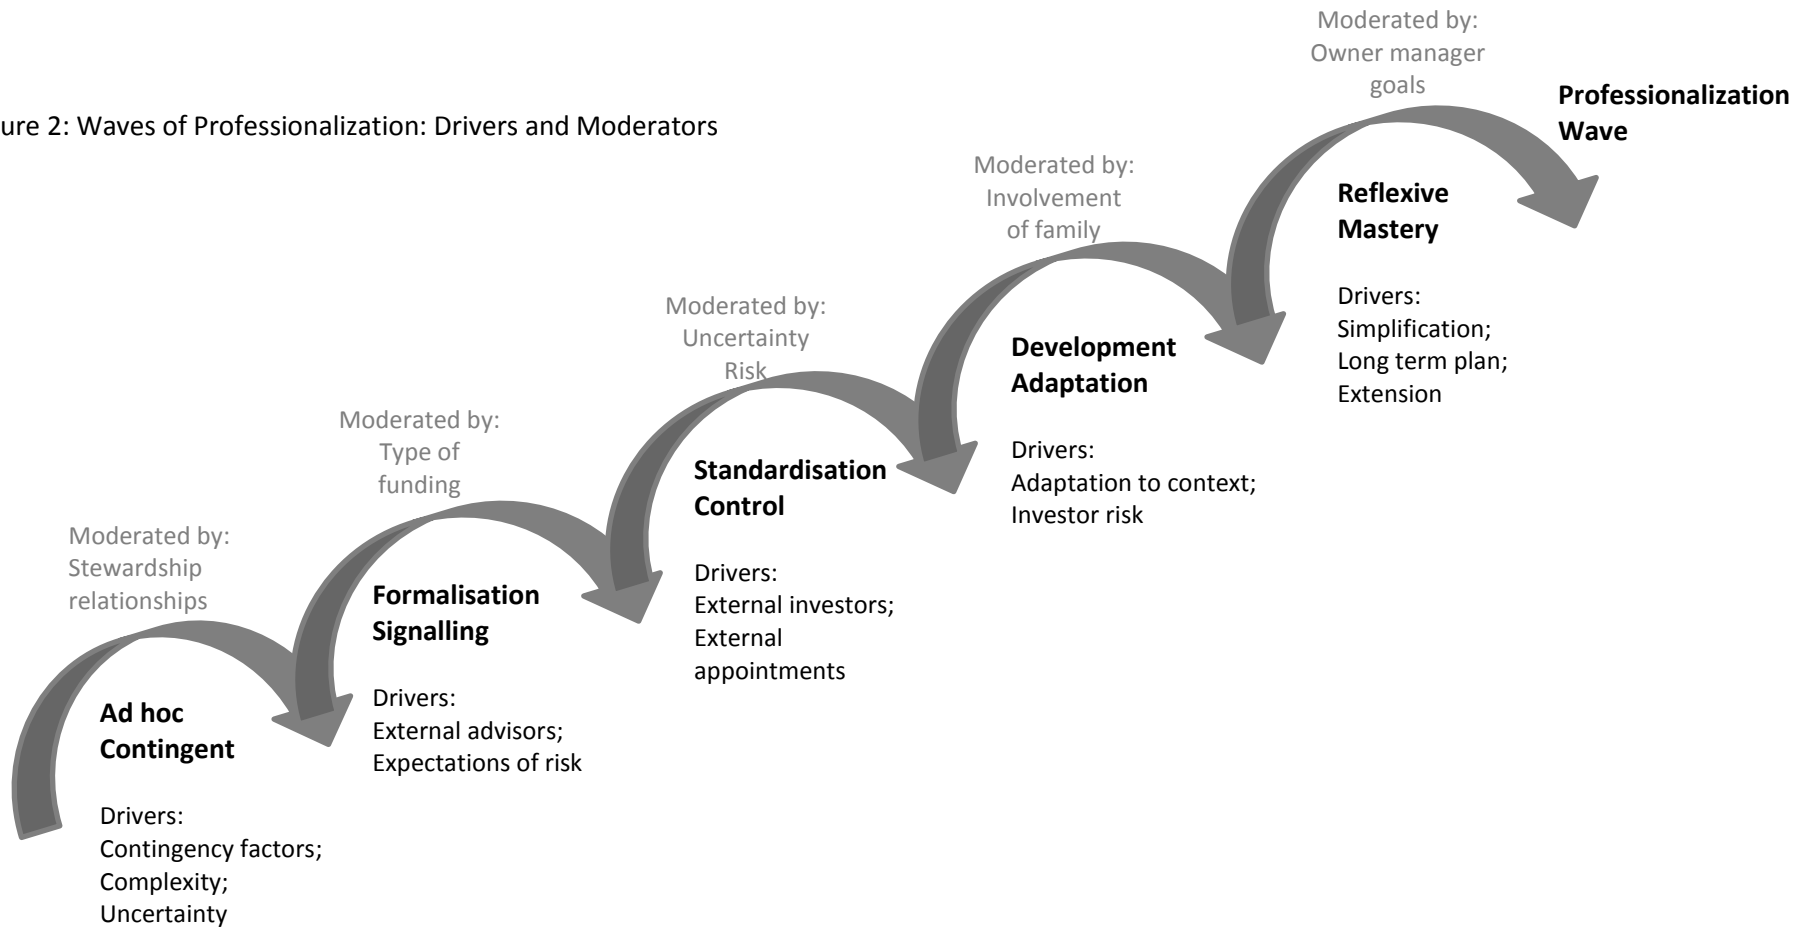 ure 2: Waves of Professionalization: Drivers and Moderators
Moderated by:
Stewardship
relationships
Ad hoc
Contingent
Drivers:
Contingency factors;
Complexity;
Uncertainty
Moderated by:
Type of
funding
Formalisation
Signalling
Drivers:
External advisors;
Expectations of risk
Moderated by:
Uncertainty
Risk
Standardisation
Control
Drivers:
External investors;
External
appointments
Moderated by:
Involvement
of family
Development
Adaptation
Drivers:
Adaptation to context;
Investor risk
Moderated by:
Owner manager
goals
Reflexive
Mastery
Drivers:
Simplification;
Long term plan;
Extension
Professionalization
Wave